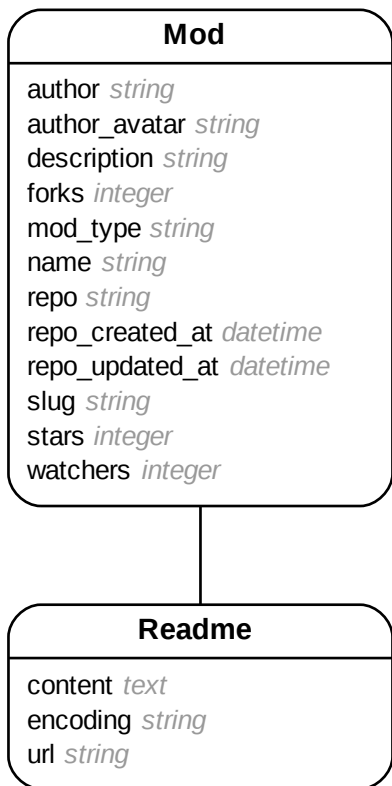 Mod
author string
author_avatar string
description string
forks integer
mod_type string
name string
repo string
repo_created_at datetime
repo_updated_at datetime
slug string
stars integer
watchers integer
Readme
content text
encoding string
url string